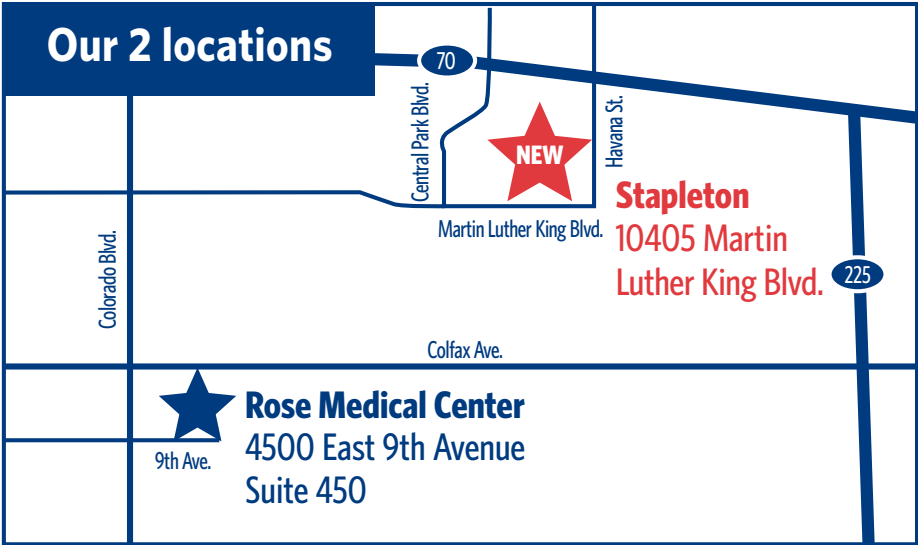 Our 2 locations
70
Central Park Blvd.
Havana St.
NEW
Stapleton
10405 Martin
Luther King Blvd.
Martin Luther King Blvd.
225
Colorado Blvd.
Colfax Ave.
Rose Medical Center
4500 East 9th Avenue
Suite 450
9th Ave.